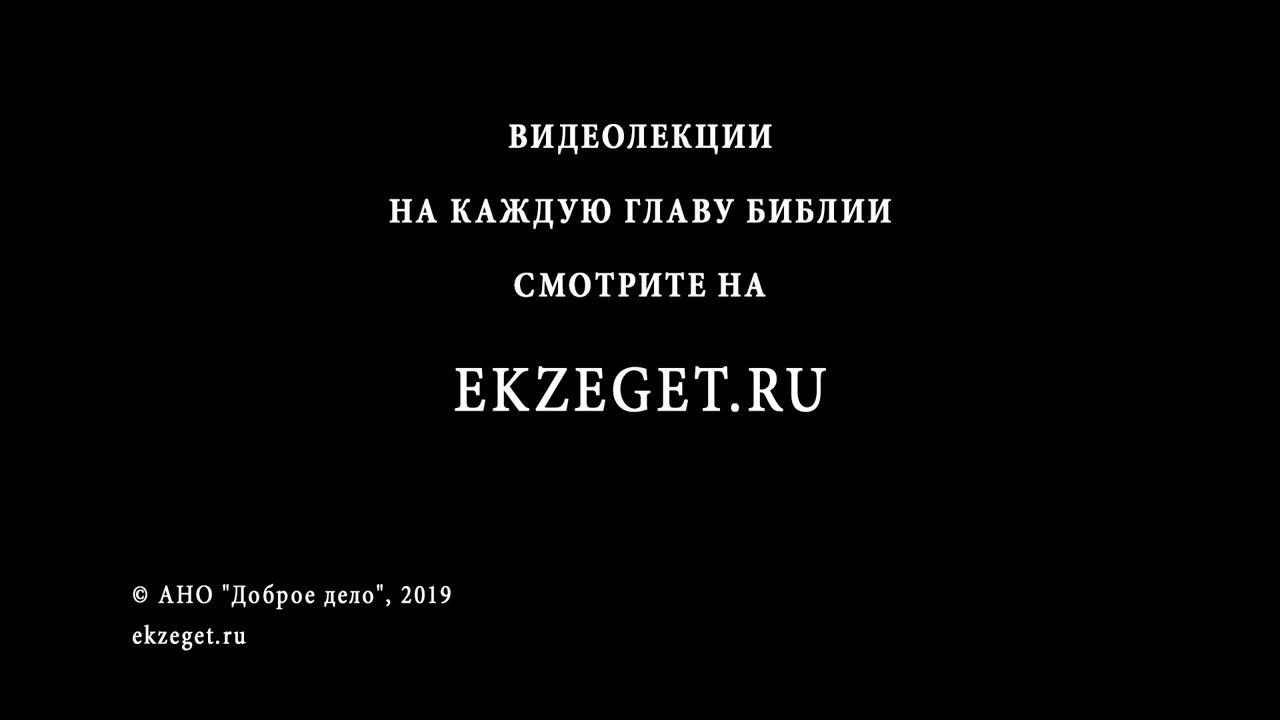 ВИДЕОЛЕКЦИИ
НА КАЖДУЮ ГЛАВУ БИБЛИИ
СМОТРИТЕ НА
EKZEGET.RU
© АНО "Доброе дело", 2019
ekzeget.ru